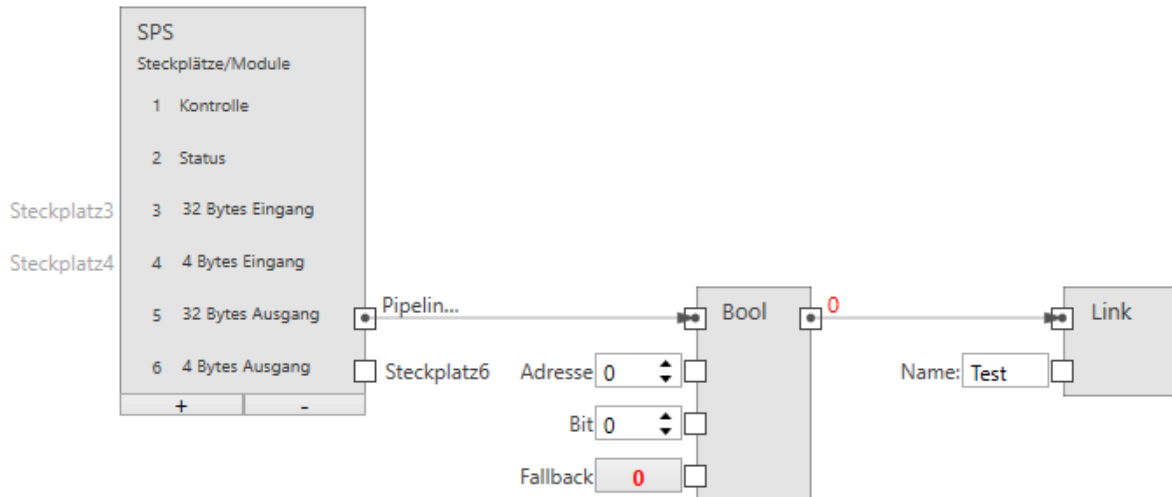 SPS
Steckplätze/Module
1 Kontrolle
2 Status
Steckplatz3 3 32 Bytes Eingang
Steckplatz4 4 4 Bytes Eingang
5 32 Bytes Ausgang Pipelin... Bool 0 Link
6 4 Bytes Ausgang Steckplatz6 Adresse 0 Name: Test
+ -
Bit 0
Fallback 0